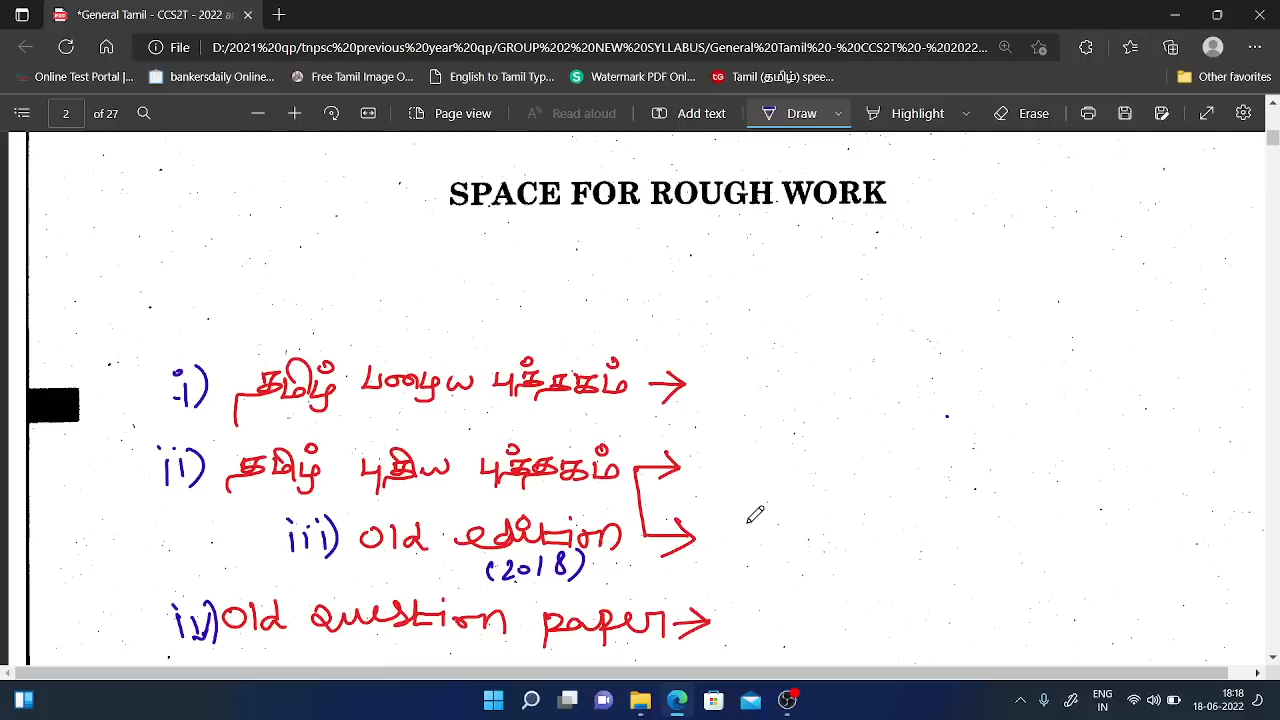 *General Tamil - CCS2T - 2022 a
File D:/2021%20qp/tnpsc%20previous%20year%20qp/GROUP%202%20NEW%20SYLLABUS/General%20Tamil%20-%20CCS2T%20-%202022...
Online Test Portal |... bankersdaily Online... Free Tamil Image O... English to Tamil Typ... Watermark PDF Onl... Tamil (தமிழ்) spee... Other favorites
2 of 27 Page view Read aloud Add text Draw Highlight Erase
SPACE FOR ROUGH WORK
i) தமிழ் பழைய புத்தகம் →
ii) தமிழ் புதிய புத்தகம் →
iii) Old edition →
(2018)
iv) Old question paper →
ENG 18:18
IN 18-06-2022